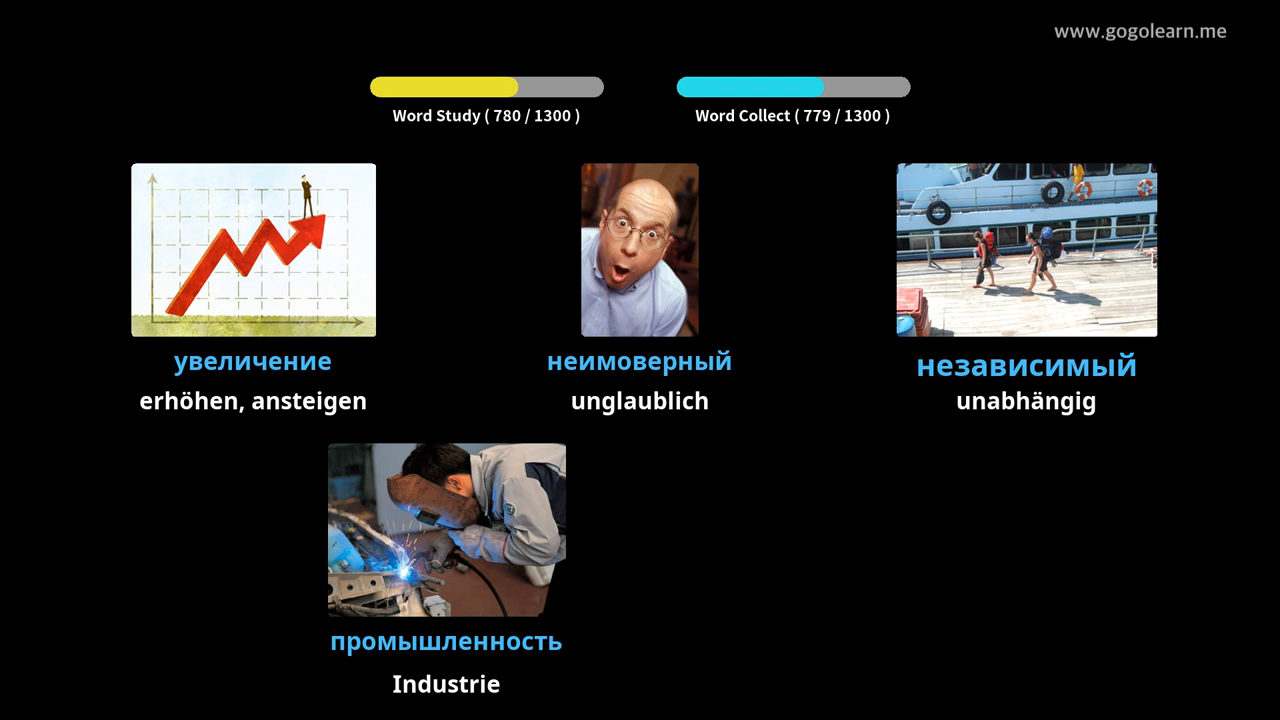 www.gogolearn.me
Word Study ( 780 / 1300 )
Word Collect ( 779 / 1300 )
увеличение
erhöhen, ansteigen
неимоверный
unglaublich
независимый
unabhängig
промышленность
Industrie